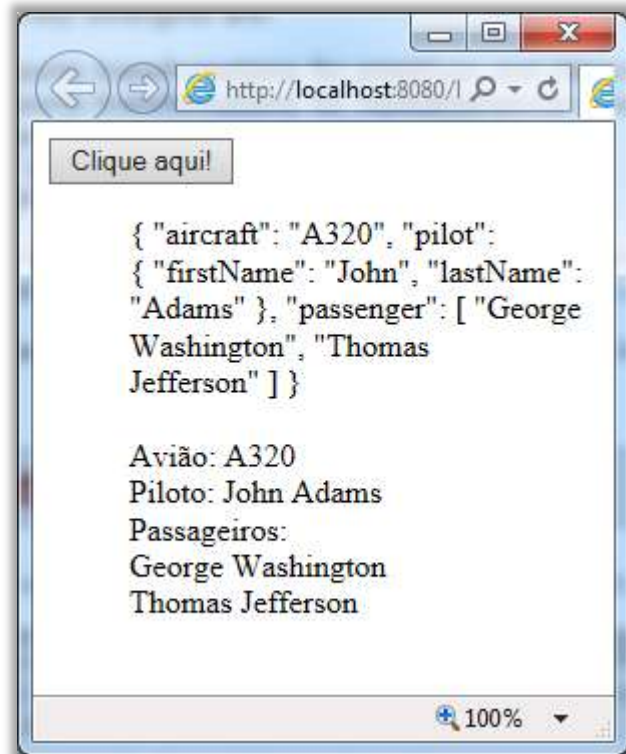 http://localhost:8080/l
Clique aqui!
{ "aircraft": "A320", "pilot":
{ "firstName": "John", "lastName":
"Adams" }, "passenger": [ "George
Washington", "Thomas
Jefferson" ] }
Avião: A320
Piloto: John Adams
Passageiros:
George Washington
Thomas Jefferson
100%